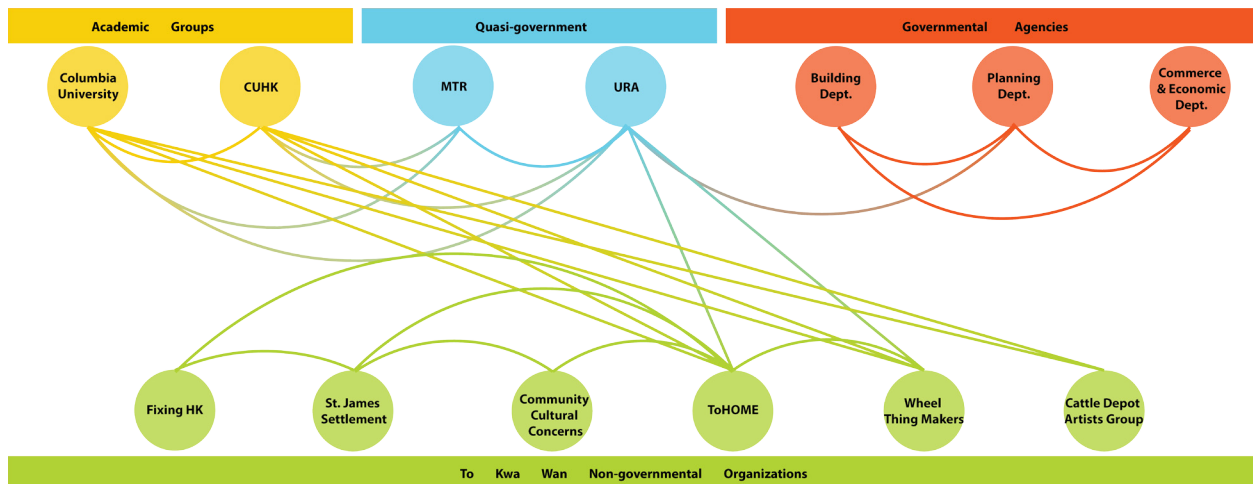 Academic Groups
Quasi-government
Governmental Agencies
Columbia
University
CUHK
MTR
URA
Building
Dept.
Planning
Dept.
Commerce
& Economic
Dept.
Fixing HK
St. James
Settlement
Community
Cultural
Concerns
ToHOME
Wheel
Thing Makers
Cattle Depot
Artists Group
To Kwa Wan Non-governmental Organizations